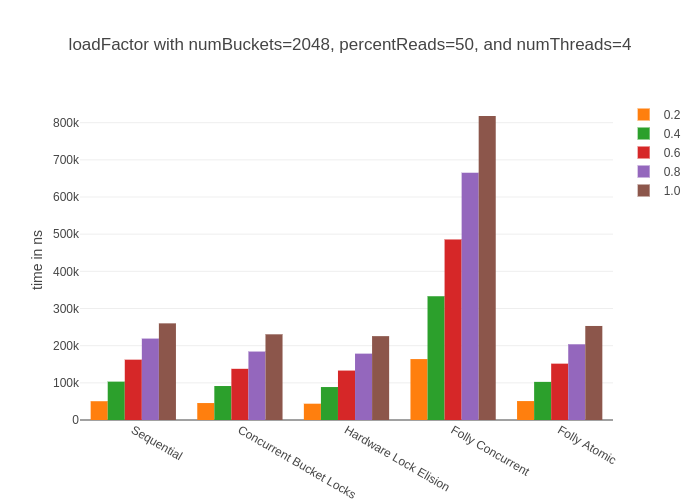 loadFactor with numBuckets=2048, percentReads=50, and numThreads=4
0.2
0.4
0.6
0.8
1.0
time in ns
800k
700k
600k
500k
400k
300k
200k
100k
0
Sequential
Concurrent Bucket Locks
Hardware Lock Elision
Folly Concurrent
Folly Atomic